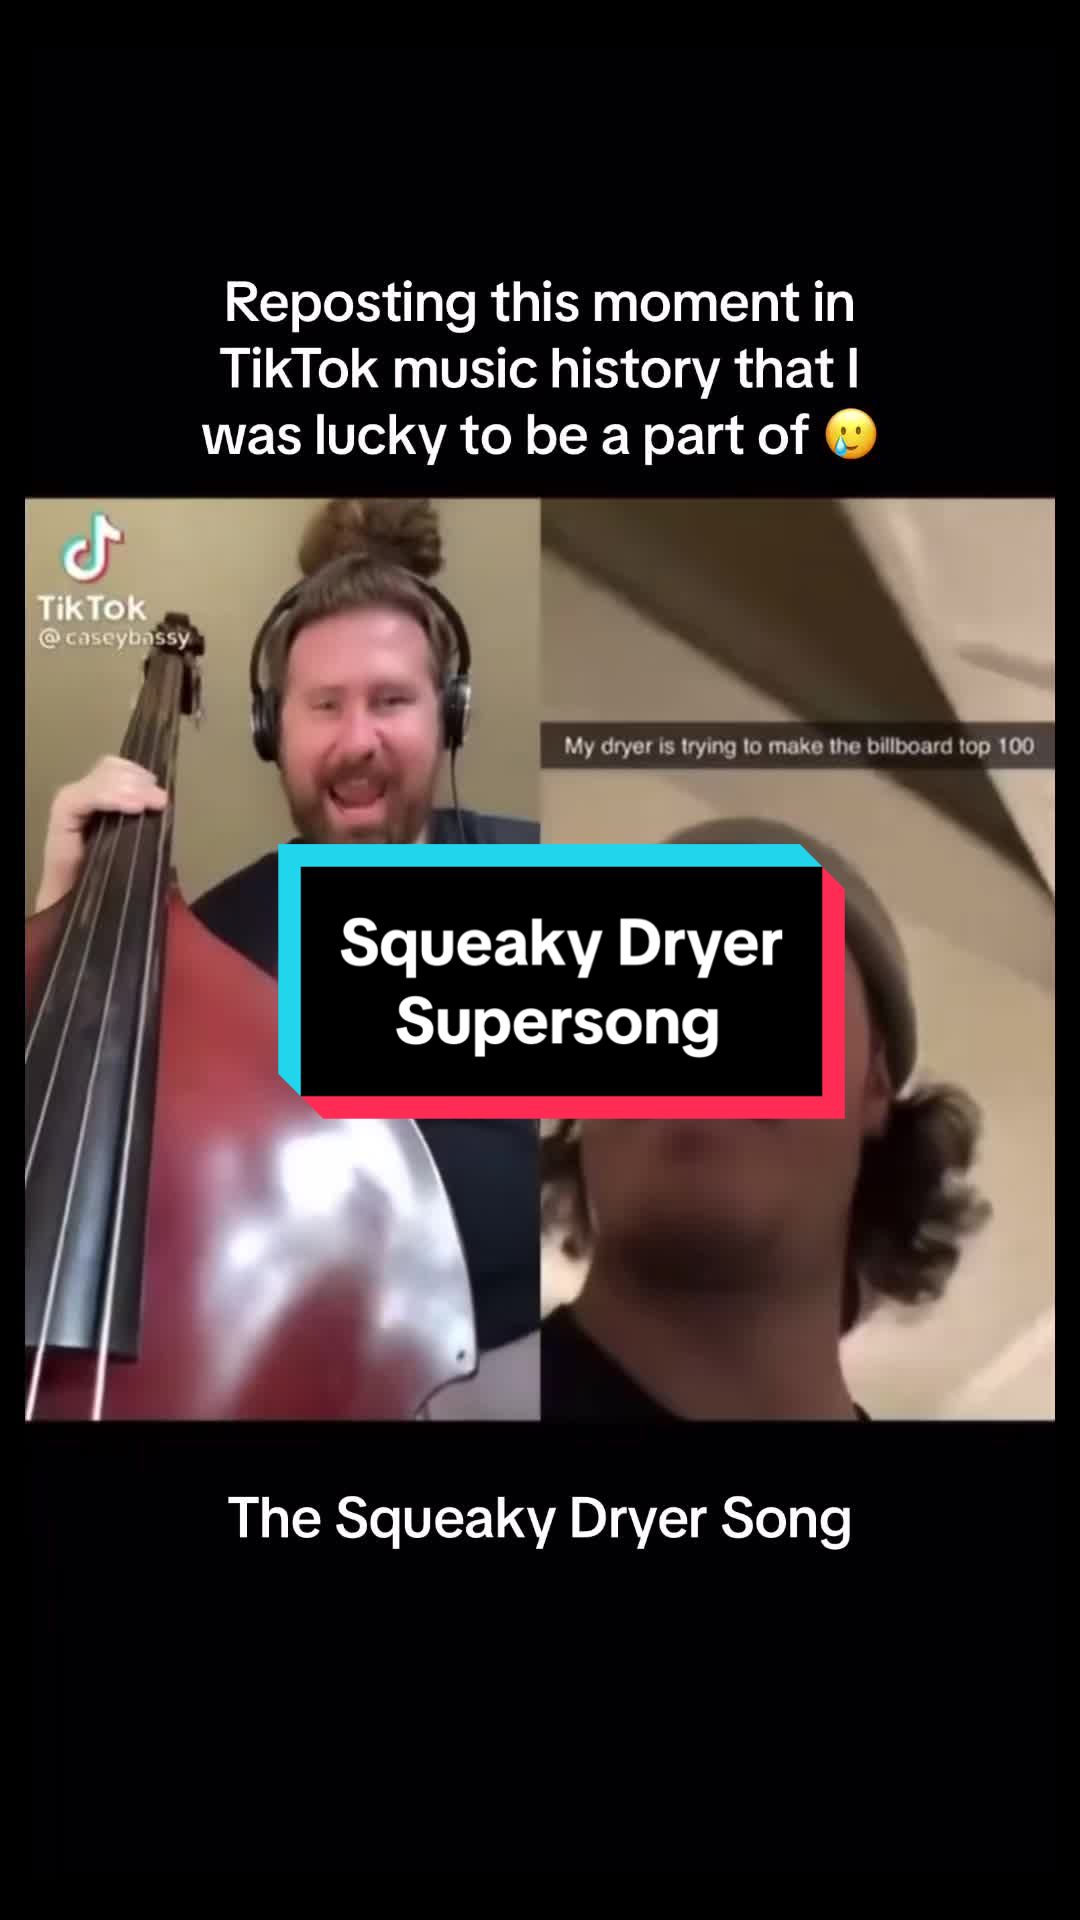 Reposting this moment in
TikTok music history that I
was lucky to be a part of 🥲
TikTok
@caseybassy
My dryer is trying to make the billboard top 100
Squeaky Dryer
Supersong
The Squeaky Dryer Song